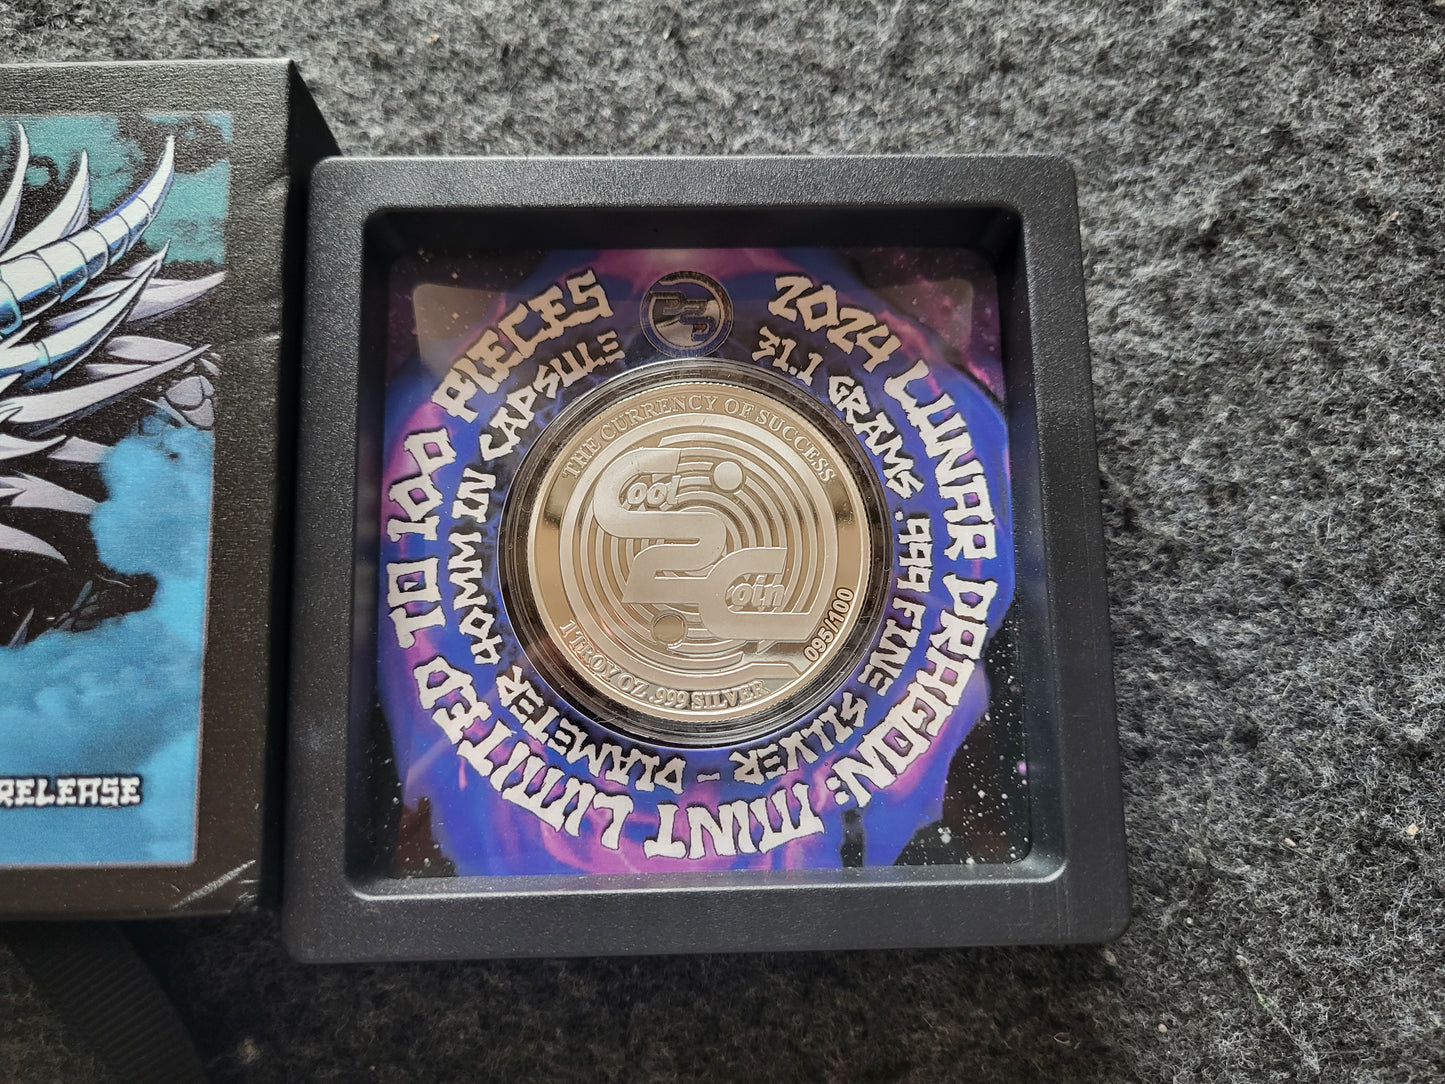 2024 LUNAR DRAGON: MINT LIMITED TO 100 PIECES
31.1 GRAMS .999 FINE SILVER - DIAMETER 40MM IN CAPSULE
THE CURRENCY OF SUCCESS
Cool
Coin
095/100
1 TROY OZ .999 SILVER
RELEASE